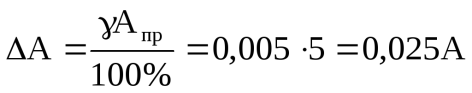 ΔA = γA_пр / 100% = 0,005 · 5 = 0,025A